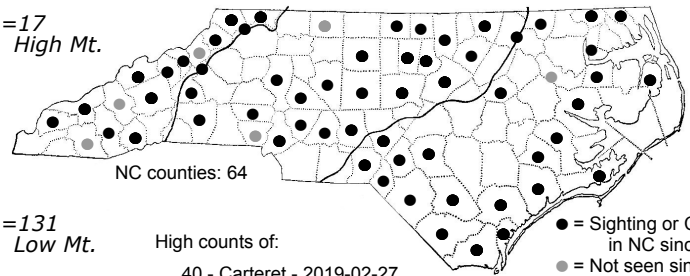 =17
High Mt.
NC counties: 64
=131
Low Mt.
High counts of:
40 - Carteret - 2019-02-27
● = Sighting or
in NC sinc
● = Not seen sin